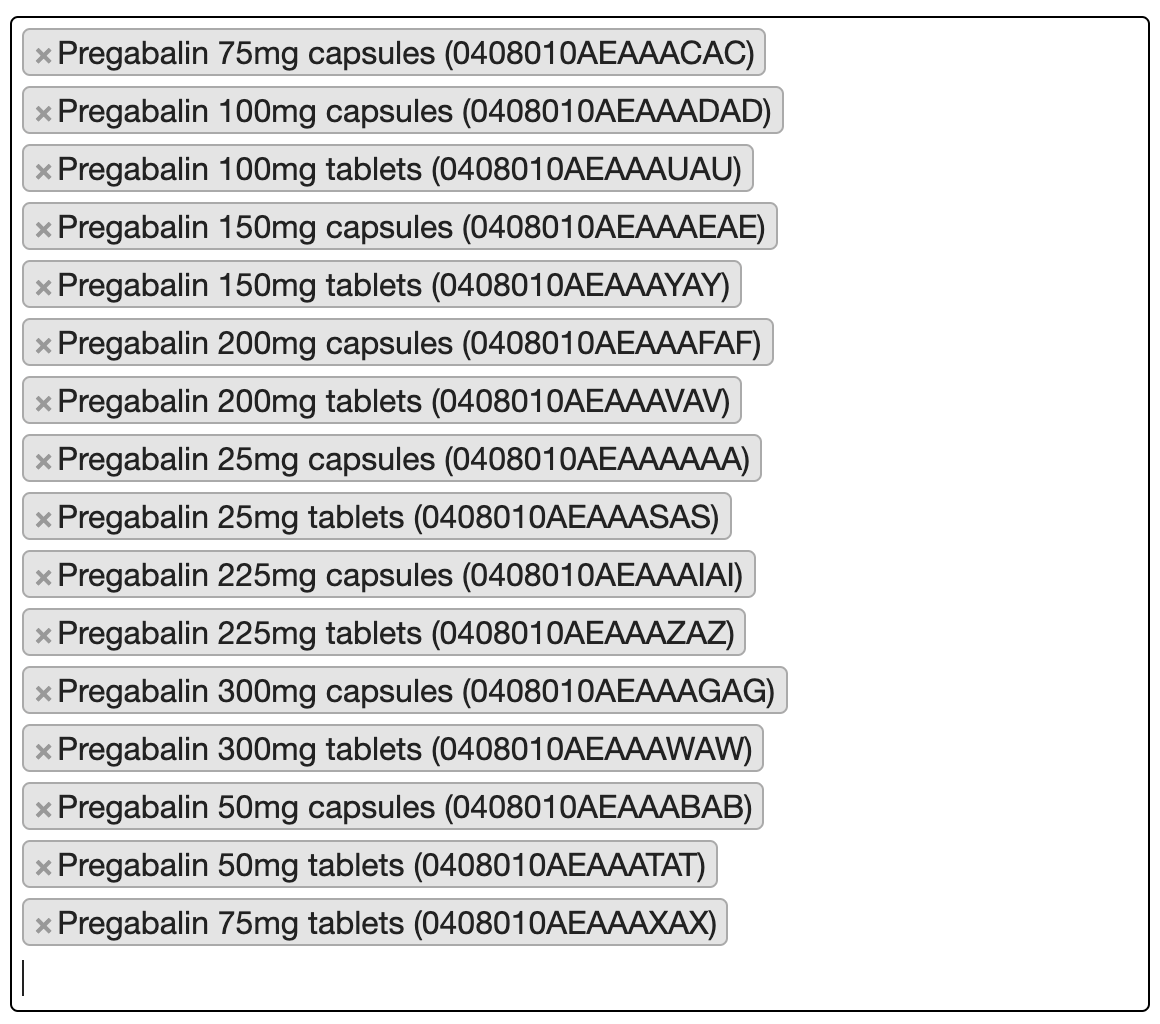 ×Pregabalin 75mg capsules (0408010AEAAACAC)
×Pregabalin 100mg capsules (0408010AEAAADAD)
×Pregabalin 100mg tablets (0408010AEAAAUAU)
×Pregabalin 150mg capsules (0408010AEAAAEAE)
×Pregabalin 150mg tablets (0408010AEAAAYAY)
×Pregabalin 200mg capsules (0408010AEAAAFAF)
×Pregabalin 200mg tablets (0408010AEAAAVAV)
×Pregabalin 25mg capsules (0408010AEAAAAAA)
×Pregabalin 25mg tablets (0408010AEAAASAS)
×Pregabalin 225mg capsules (0408010AEAAAIAI)
×Pregabalin 225mg tablets (0408010AEAAAZAZ)
×Pregabalin 300mg capsules (0408010AEAAAGAG)
×Pregabalin 300mg tablets (0408010AEAAAWAW)
×Pregabalin 50mg capsules (0408010AEAAABAB)
×Pregabalin 50mg tablets (0408010AEAAATAT)
×Pregabalin 75mg tablets (0408010AEAAAXAX)